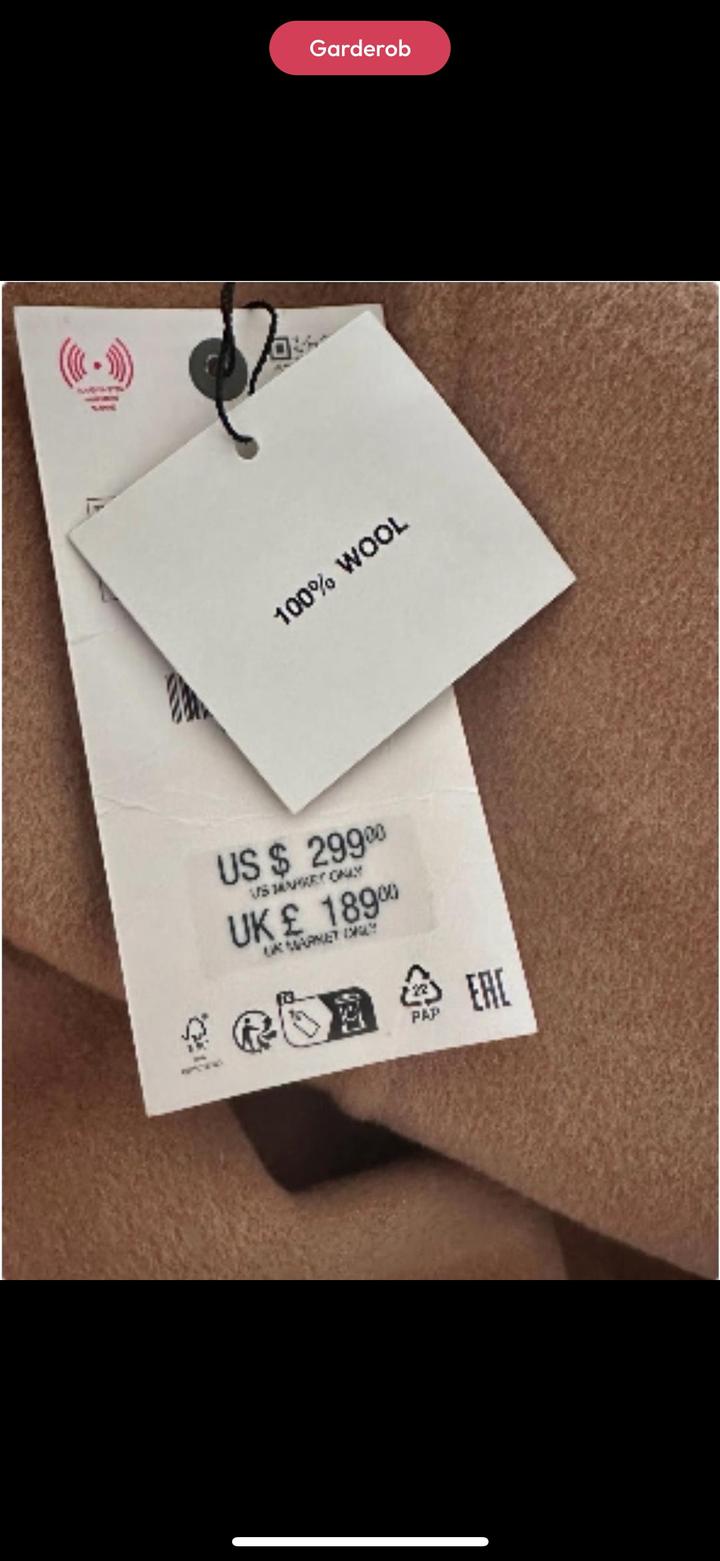 Garderob
100% WOOL
US $ 299⁰⁰
US MARKET ONLY
UK £ 189⁰⁰
UK MARKET ONLY
22
PAP
EAC